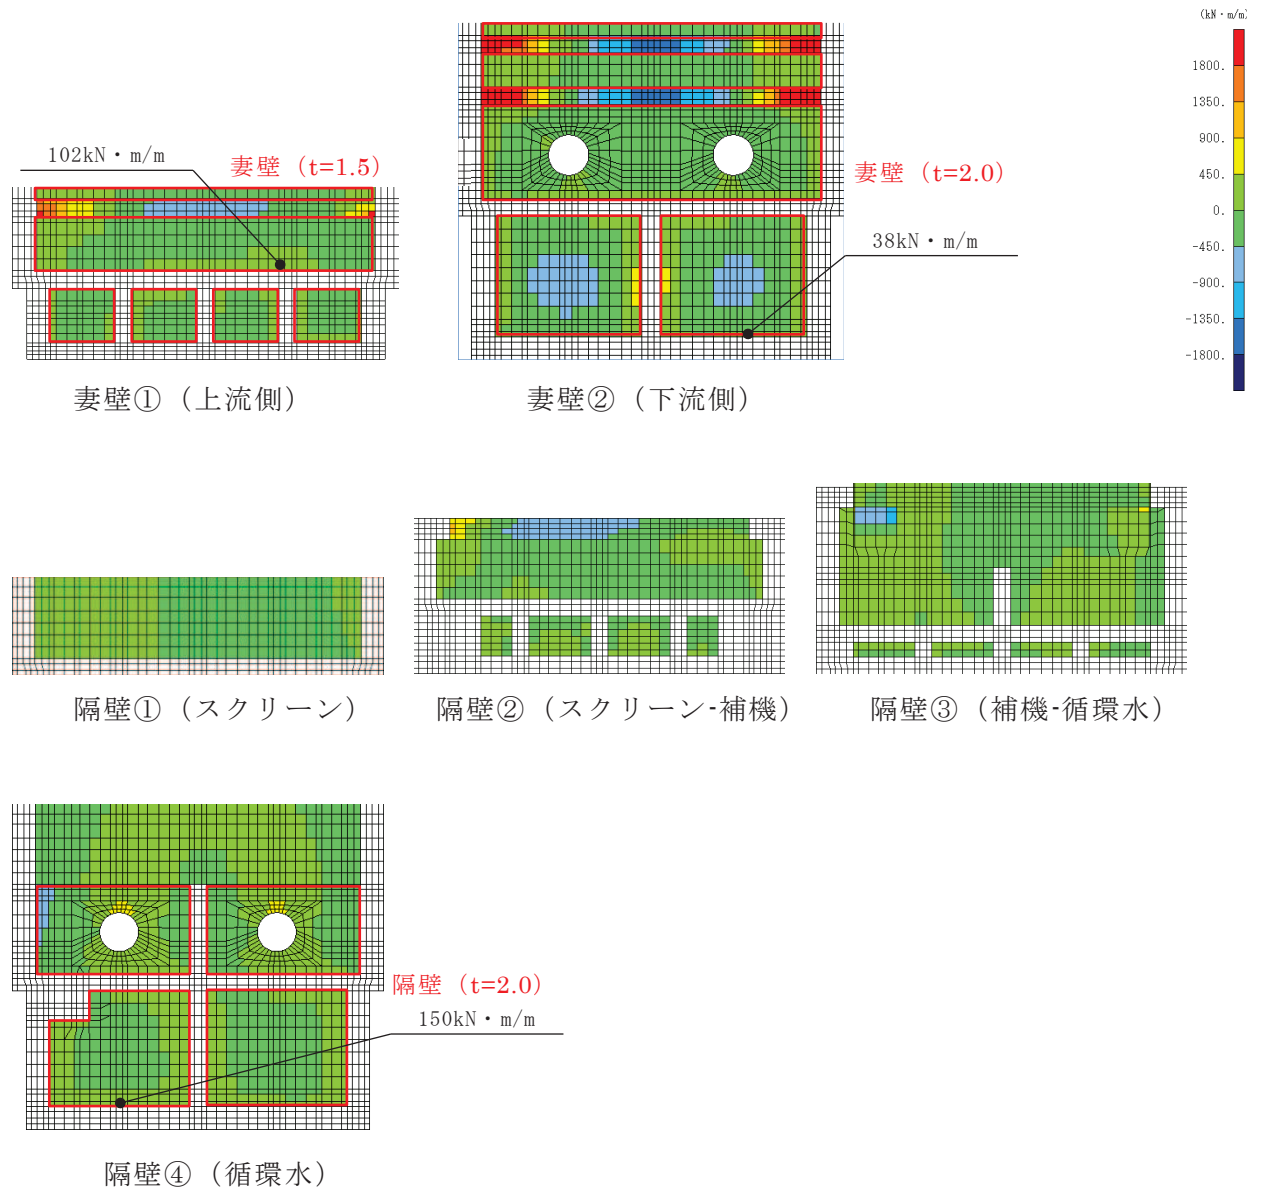 (kN・m/m)
1800.
1350.
900.
450.
0.
-450.
-900.
-1350.
-1800.
102kN・m/m
妻壁（t=1.5）
妻壁（t=2.0）
38kN・m/m
妻壁①（上流側）
妻壁②（下流側）
隔壁①（スクリーン）
隔壁②（スクリーン-補機）
隔壁③（補機-循環水）
隔壁（t=2.0）
150kN・m/m
隔壁④（循環水）